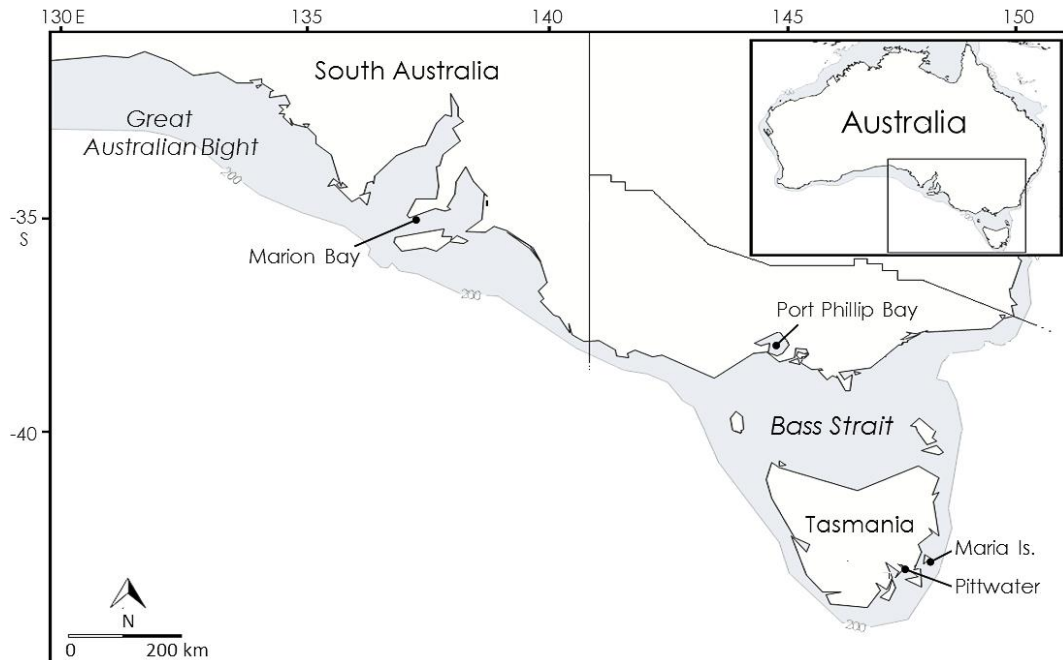 130 E
135
140
145
150
South Australia
Great
Australian Bight
Australia
200
-35
S
Marion Bay
200
Port Phillip Bay
-40
Bass Strait
Tasmania
Maria Is.
Pittwater
N
200
0
200 km